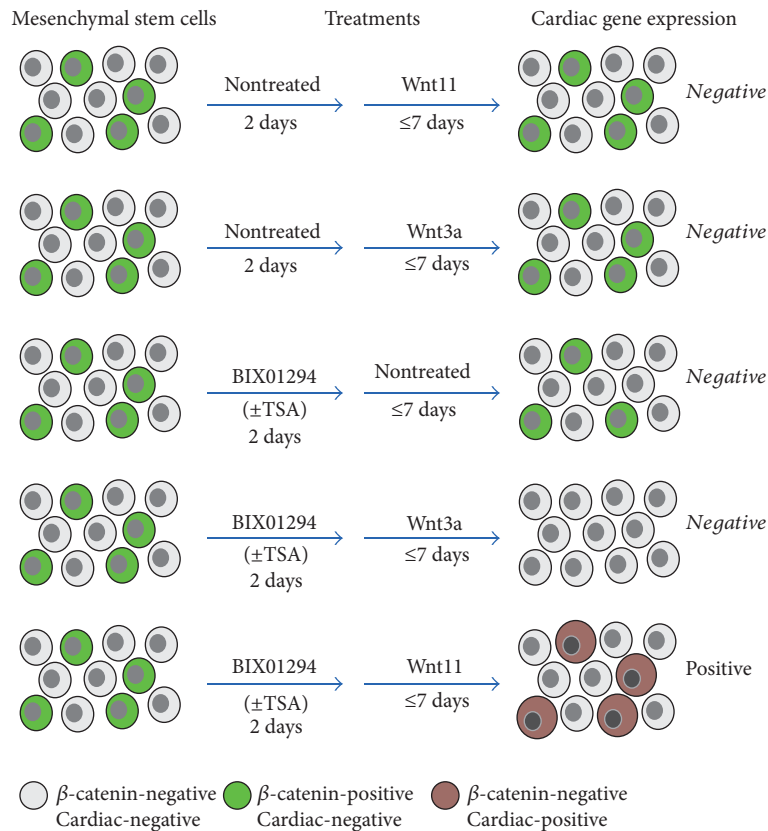 Mesenchymal stem cells Treatments Cardiac gene expression
Nontreated Wnt11
2 days ≤7 days
Negative
Nontreated Wnt3a
2 days ≤7 days
Negative
BIX01294 Nontreated
(±TSA) ≤7 days
2 days
Negative
BIX01294 Wnt3a
(±TSA) ≤7 days
2 days
Negative
BIX01294 Wnt11
(±TSA) ≤7 days
2 days
Positive
β-catenin-negative β-catenin-positive β-catenin-negative
Cardiac-negative Cardiac-negative Cardiac-positive